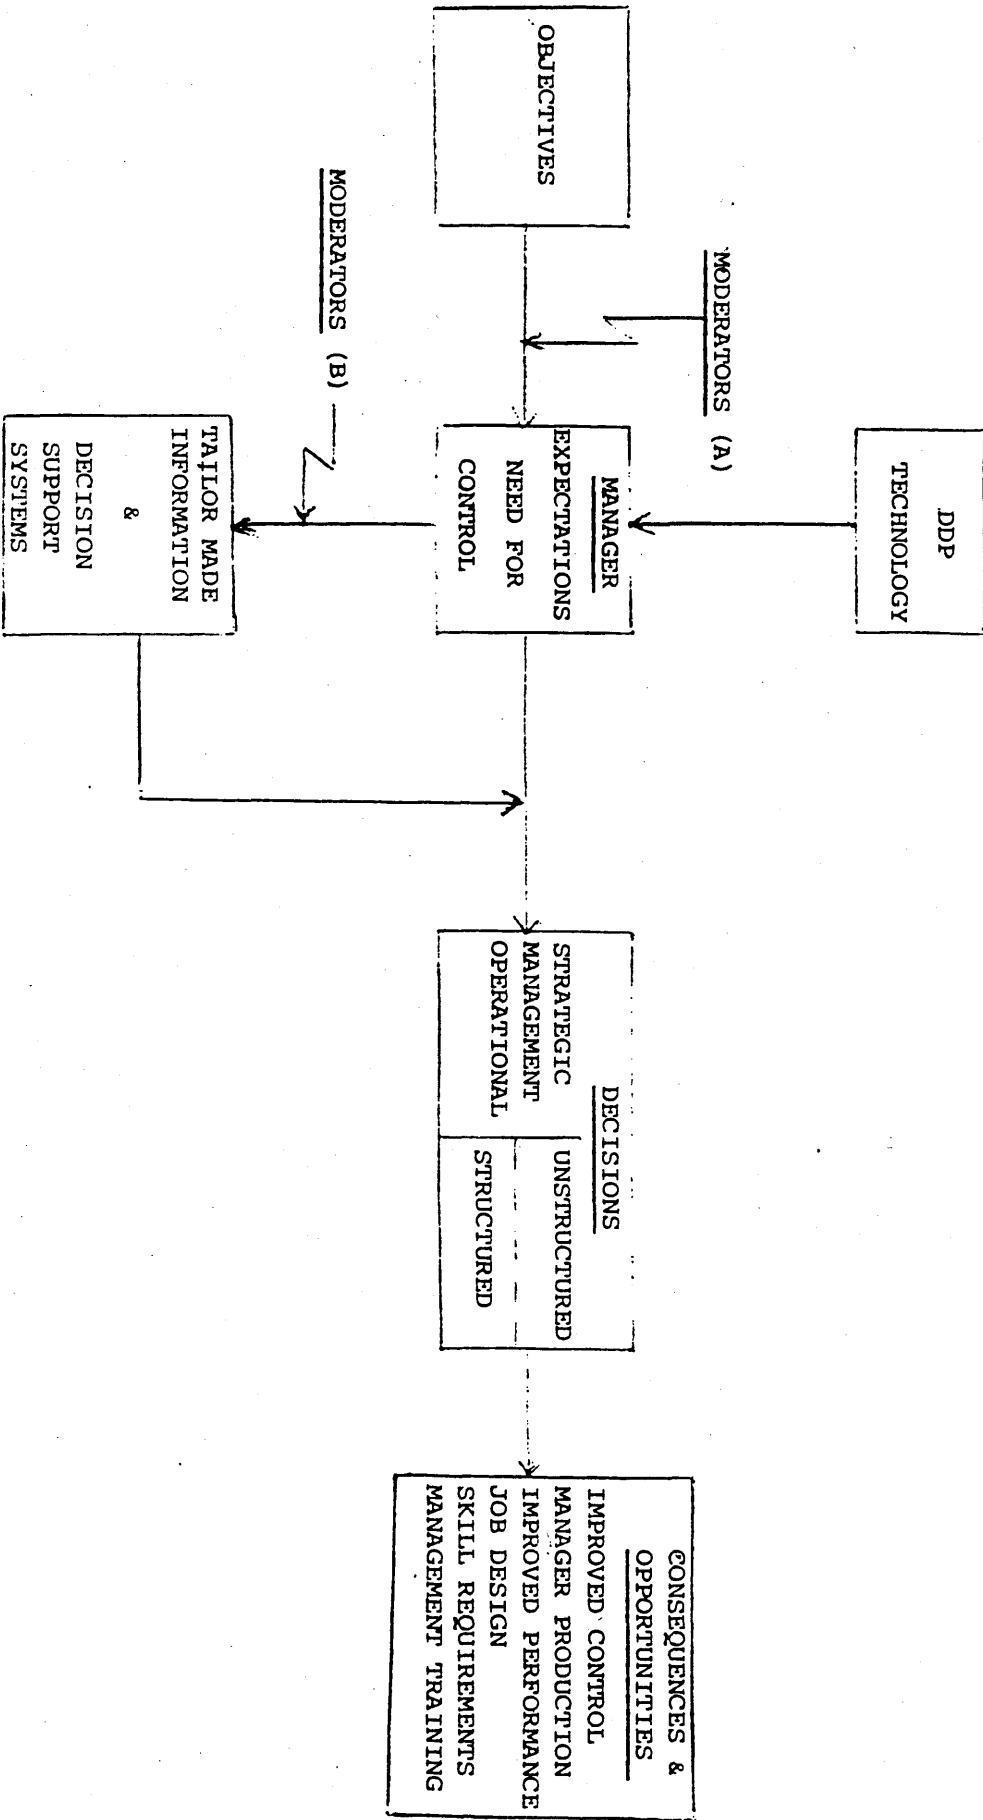 DDP
TECHNOLOGY
MODERATORS (A)
OBJECTIVES
MANAGER
EXPECTATIONS
NEED FOR
CONTROL
MODERATORS (B)
TAILOR MADE
INFORMATION
&
DECISION
SUPPORT
SYSTEMS
DECISIONS
STRATEGIC
MANAGEMENT
OPERATIONAL
UNSTRUCTURED
STRUCTURED
CONSEQUENCES &
OPPORTUNITIES
IMPROVED CONTROL
MANAGER PRODUCTION
IMPROVED PERFORMANCE
JOB DESIGN
SKILL REQUIREMENTS
MANAGEMENT TRAINING